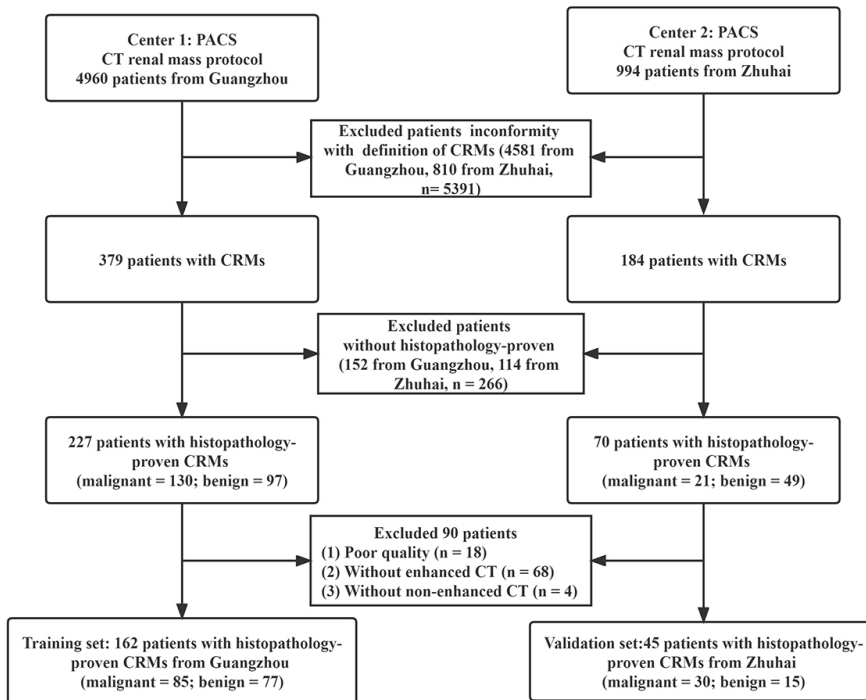 Center 1: PACS
CT renal mass protocol
4960 patients from Guangzhou
Center 2: PACS
CT renal mass protocol
994 patients from Zhuhai
Excluded patients inconformity
with definition of CRMs (4581 from
Guangzhou, 810 from Zhuhai,
n= 5391)
379 patients with CRMs
184 patients with CRMs
Excluded patients
without histopathology-proven
(152 from Guangzhou, 114 from
Zhuhai, n = 266)
227 patients with histopathology-
proven CRMs
(malignant = 130; benign = 97)
70 patients with histopathology-
proven CRMs
(malignant = 21; benign = 49)
Excluded 90 patients
(1) Poor quality (n = 18)
(2) Without enhanced CT (n = 68)
(3) Without non-enhanced CT (n = 4)
Training set: 162 patients with histopathology-
proven CRMs from Guangzhou
(malignant = 85; benign = 77)
Validation set:45 patients with histopathology-
proven CRMs from Zhuhai
(malignant = 30; benign = 15)